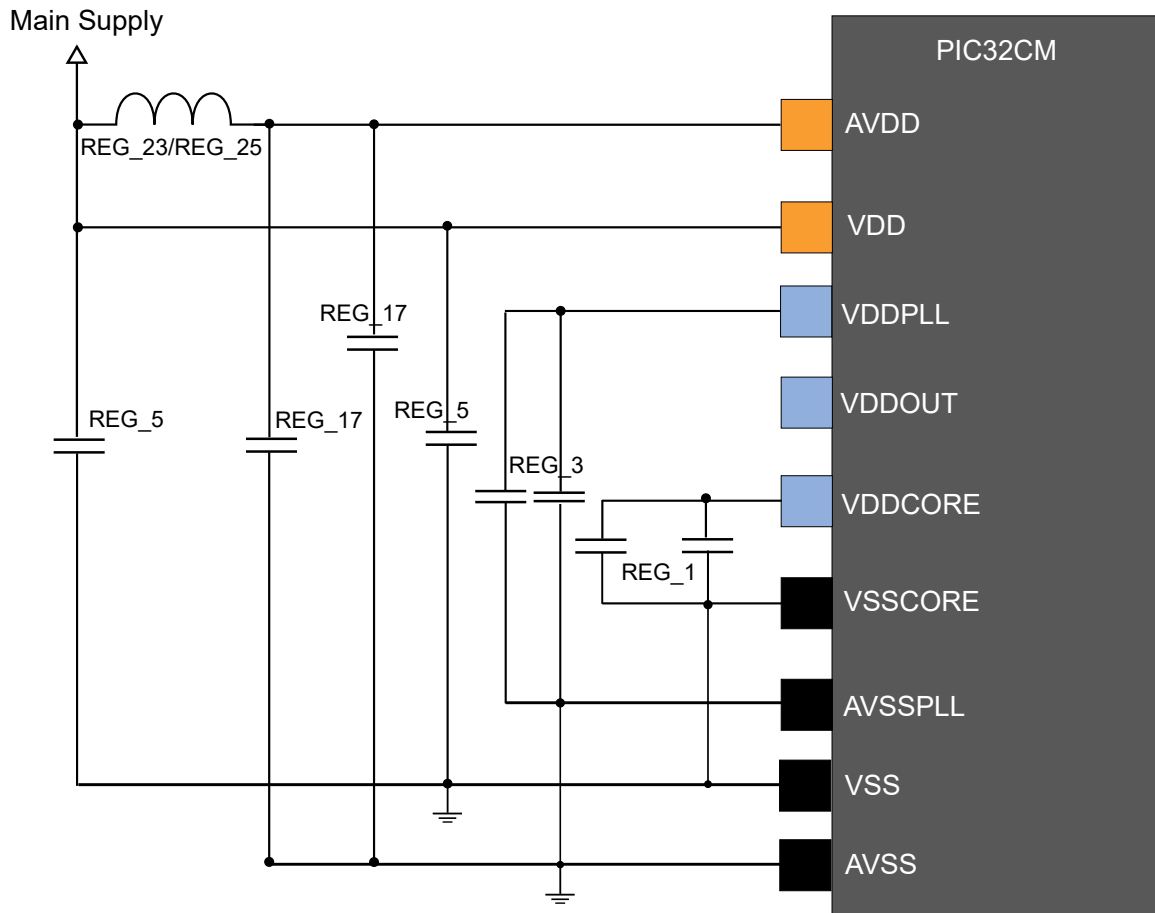 Main Supply
PIC32CM
AVDD
REG_23/REG_25
VDD
REG_17
VDDPLL
REG_5
REG_17
REG_5
VDDOUT
REG_3
VDDCORE
REG_1
VSSCORE
AVSSPLL
VSS
AVSS